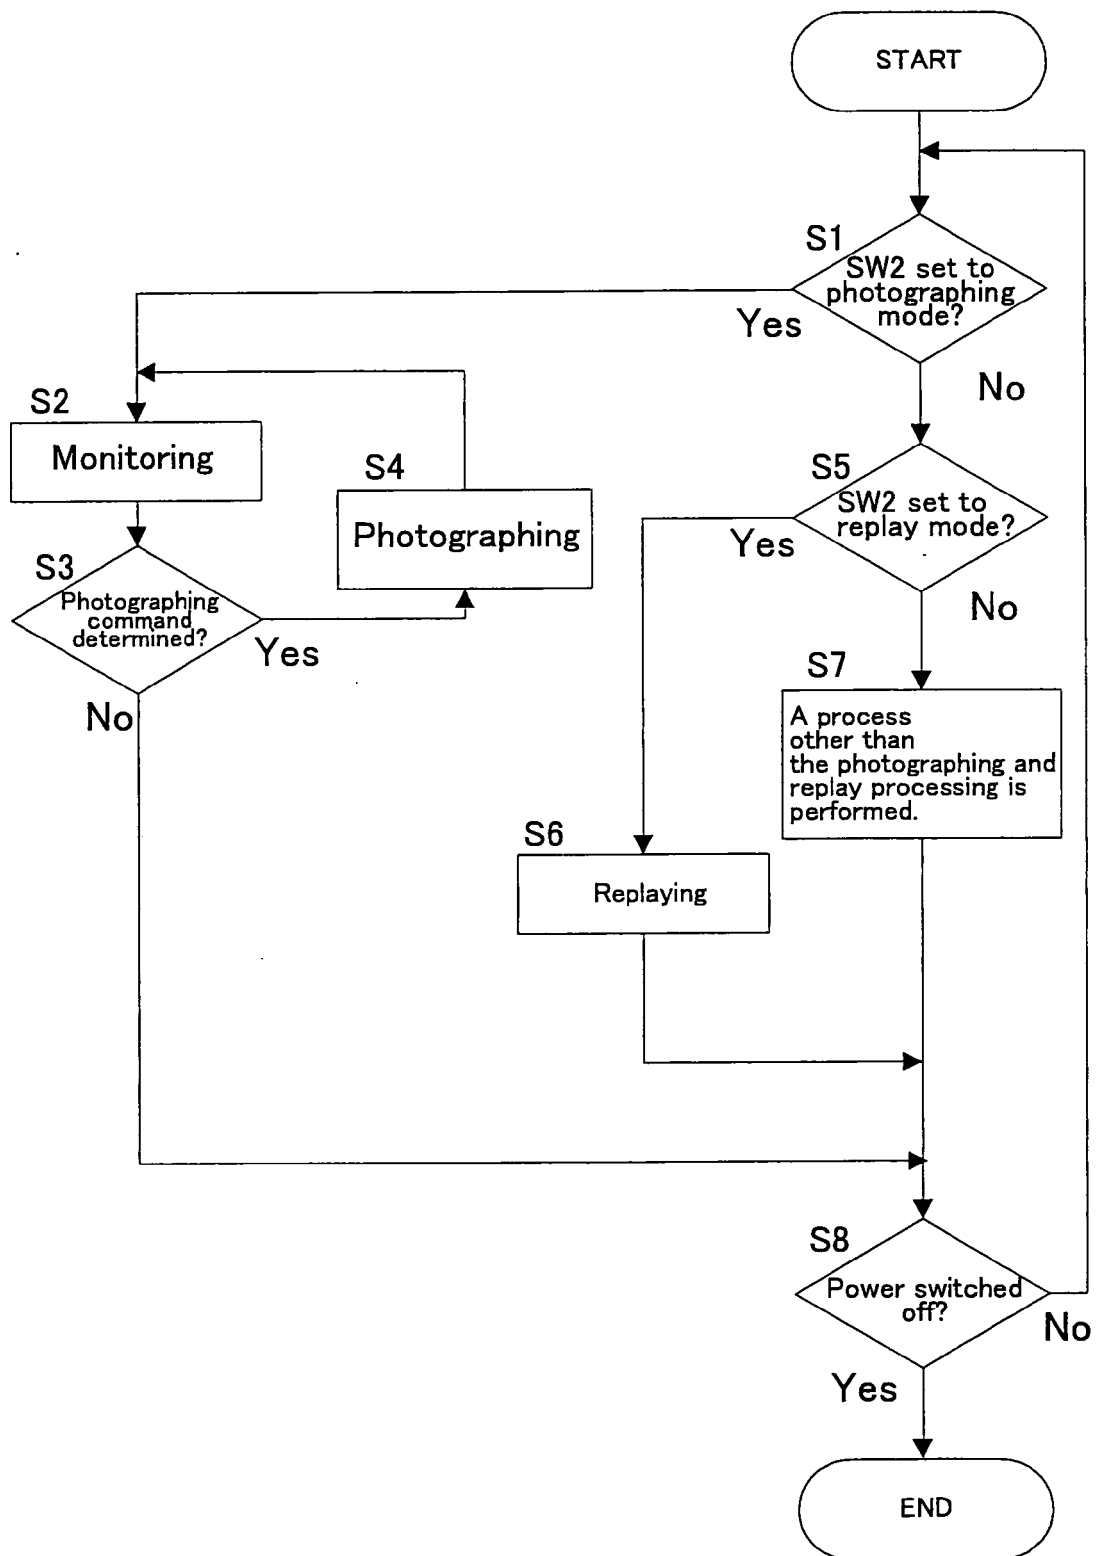 START
S1
SW2 set to
photographing
mode?
Yes
No
S2
Monitoring
S4
Photographing
S3
Photographing
command
determined?
Yes
No
S5
SW2 set to
replay mode?
Yes
No
S7
A process
other than
the photographing and
replay processing is
performed.
S6
Replaying
S8
Power switched
off?
No
Yes
END